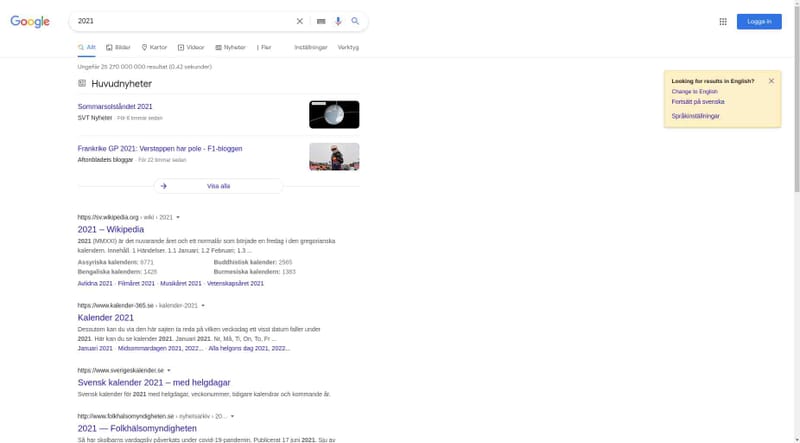 Google
2021
Logga in
Allt
Bilder
Kartor
Videor
Nyheter
Fler
Inställningar
Verktyg
Ungefär 25 270 000 000 resultat (0,42 sekunder)
Looking for results in English?
Change to English
Fortsätt på svenska
Språkinställningar
Huvudnyheter
Sommarsolståndet 2021
SVT Nyheter · För 6 timmar sedan
Frankrike GP 2021: Verstappen har pole - F1-bloggen
Aftonbladets bloggar · För 22 timmar sedan
Visa alla
https://sv.wikipedia.org › wiki › 2021
2021 – Wikipedia
2021 (MMXXI) är det nuvarande året och ett normalår som började en fredag i den gregorianska
kalendern. Innehåll. 1 Händelser. 1.1 Januari; 1.2 Februari; 1.3 ...
Assyriska kalendern: 6771
Buddhistisk kalender: 2565
Bengaliska kalendern: 1428
Burmesiska kalender: 1383
Avlidna 2021 · Filmåret 2021 · Musikåret 2021 · Vetenskapsåret 2021
https://www.kalender-365.se › kalender-2021
Kalender 2021
Dessutom kan du via den här sajten ta reda på vilken veckodag ett visst datum faller under
2021. Här kan du se kalender 2021. Januari 2021. Nr, Må, Ti, On, To, Fr ...
Januari 2021 · Midsommardagen 2021, 2022... · Alla helgons dag 2021, 2022...
https://www.sverigeskalender.se
Svensk kalender 2021 – med helgdagar
Svensk kalender för 2021 med helgdagar, veckonummer, tidigare kalendrar och kommande år.
http://www.folkhalsomyndigheten.se › nyhetsarkiv › 20...
2021 — Folkhälsomyndigheten
Så har skolbarns vardagsliv påverkats under covid-19-pandemin. Publicerat 17 juni 2021. Sju av